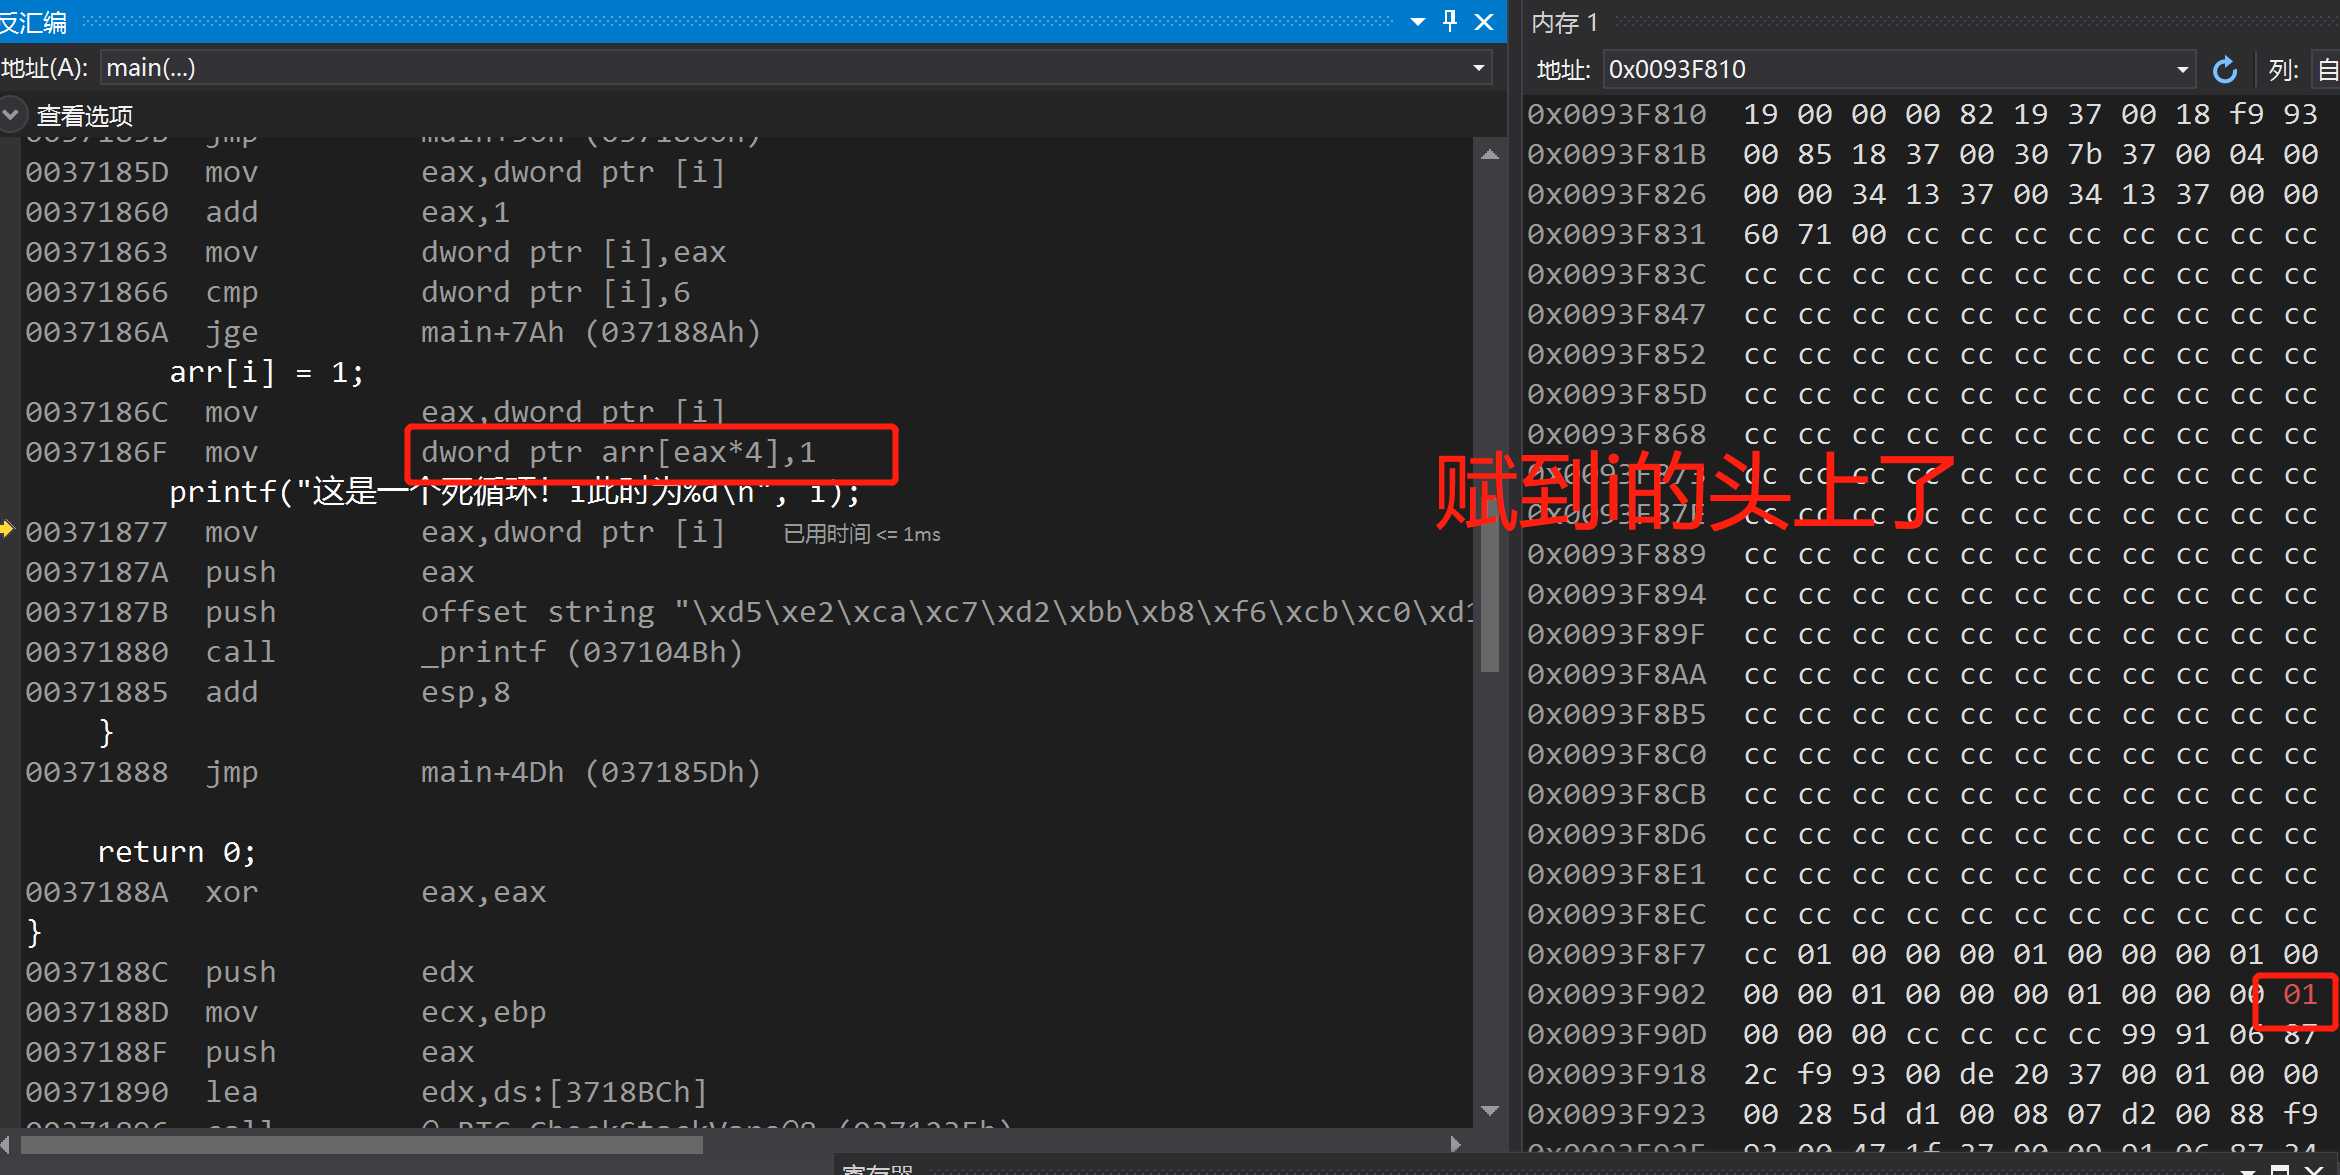 反汇编
地址(A): main(...)
查看选项
0037185D mov eax,dword ptr [i]
00371860 add eax,1
00371863 mov dword ptr [i],eax
00371866 cmp dword ptr [i],6
0037186A jge main+7Ah (037188Ah)
arr[i] = 1;
0037186C mov eax,dword ptr [i]
0037186F mov dword ptr arr[eax*4],1
printf("这是一个死循环! i此时为%d\n", i);
00371877 mov eax,dword ptr [i] 已用时间 <= 1ms
0037187A push eax
0037187B push offset string "\xd5\xe2\xca\xc7\xd2\xbb\xb8\xf6\xcb\xc0\xd1
00371880 call _printf (037104Bh)
00371885 add esp,8
}
00371888 jmp main+4Dh (037185Dh)
return 0;
0037188A xor eax,eax
}
0037188C push edx
0037188D mov ecx,ebp
0037188F push eax
00371890 lea edx,ds:[3718BCh]
赋到i的头上了
内存 1
地址: 0x0093F810 列: 自
0x0093F810 19 00 00 00 82 19 37 00 18 f9 93
0x0093F81B 00 85 18 37 00 30 7b 37 00 04 00
0x0093F826 00 00 34 13 37 00 34 13 37 00 00
0x0093F831 60 71 00 cc cc cc cc cc cc cc cc
0x0093F83C cc cc cc cc cc cc cc cc cc cc cc
0x0093F847 cc cc cc cc cc cc cc cc cc cc cc
0x0093F852 cc cc cc cc cc cc cc cc cc cc cc
0x0093F85D cc cc cc cc cc cc cc cc cc cc cc
0x0093F868 cc cc cc cc cc cc cc cc cc cc cc
0x0093F873 cc cc cc cc cc cc cc cc cc cc cc
0x0093F87E cc cc cc cc cc cc cc cc cc cc cc
0x0093F889 cc cc cc cc cc cc cc cc cc cc cc
0x0093F894 cc cc cc cc cc cc cc cc cc cc cc
0x0093F89F cc cc cc cc cc cc cc cc cc cc cc
0x0093F8AA cc cc cc cc cc cc cc cc cc cc cc
0x0093F8B5 cc cc cc cc cc cc cc cc cc cc cc
0x0093F8C0 cc cc cc cc cc cc cc cc cc cc cc
0x0093F8CB cc cc cc cc cc cc cc cc cc cc cc
0x0093F8D6 cc cc cc cc cc cc cc cc cc cc cc
0x0093F8E1 cc cc cc cc cc cc cc cc cc cc cc
0x0093F8EC cc cc cc cc cc cc cc cc cc cc cc
0x0093F8F7 cc 01 00 00 00 01 00 00 00 01 00
0x0093F902 00 00 01 00 00 00 01 00 00 00 01
0x0093F90D 00 00 00 cc cc cc cc 99 91 06 87
0x0093F918 2c f9 93 00 de 20 37 00 01 00 00
0x0093F923 00 28 5d d1 00 08 07 d2 00 88 f9